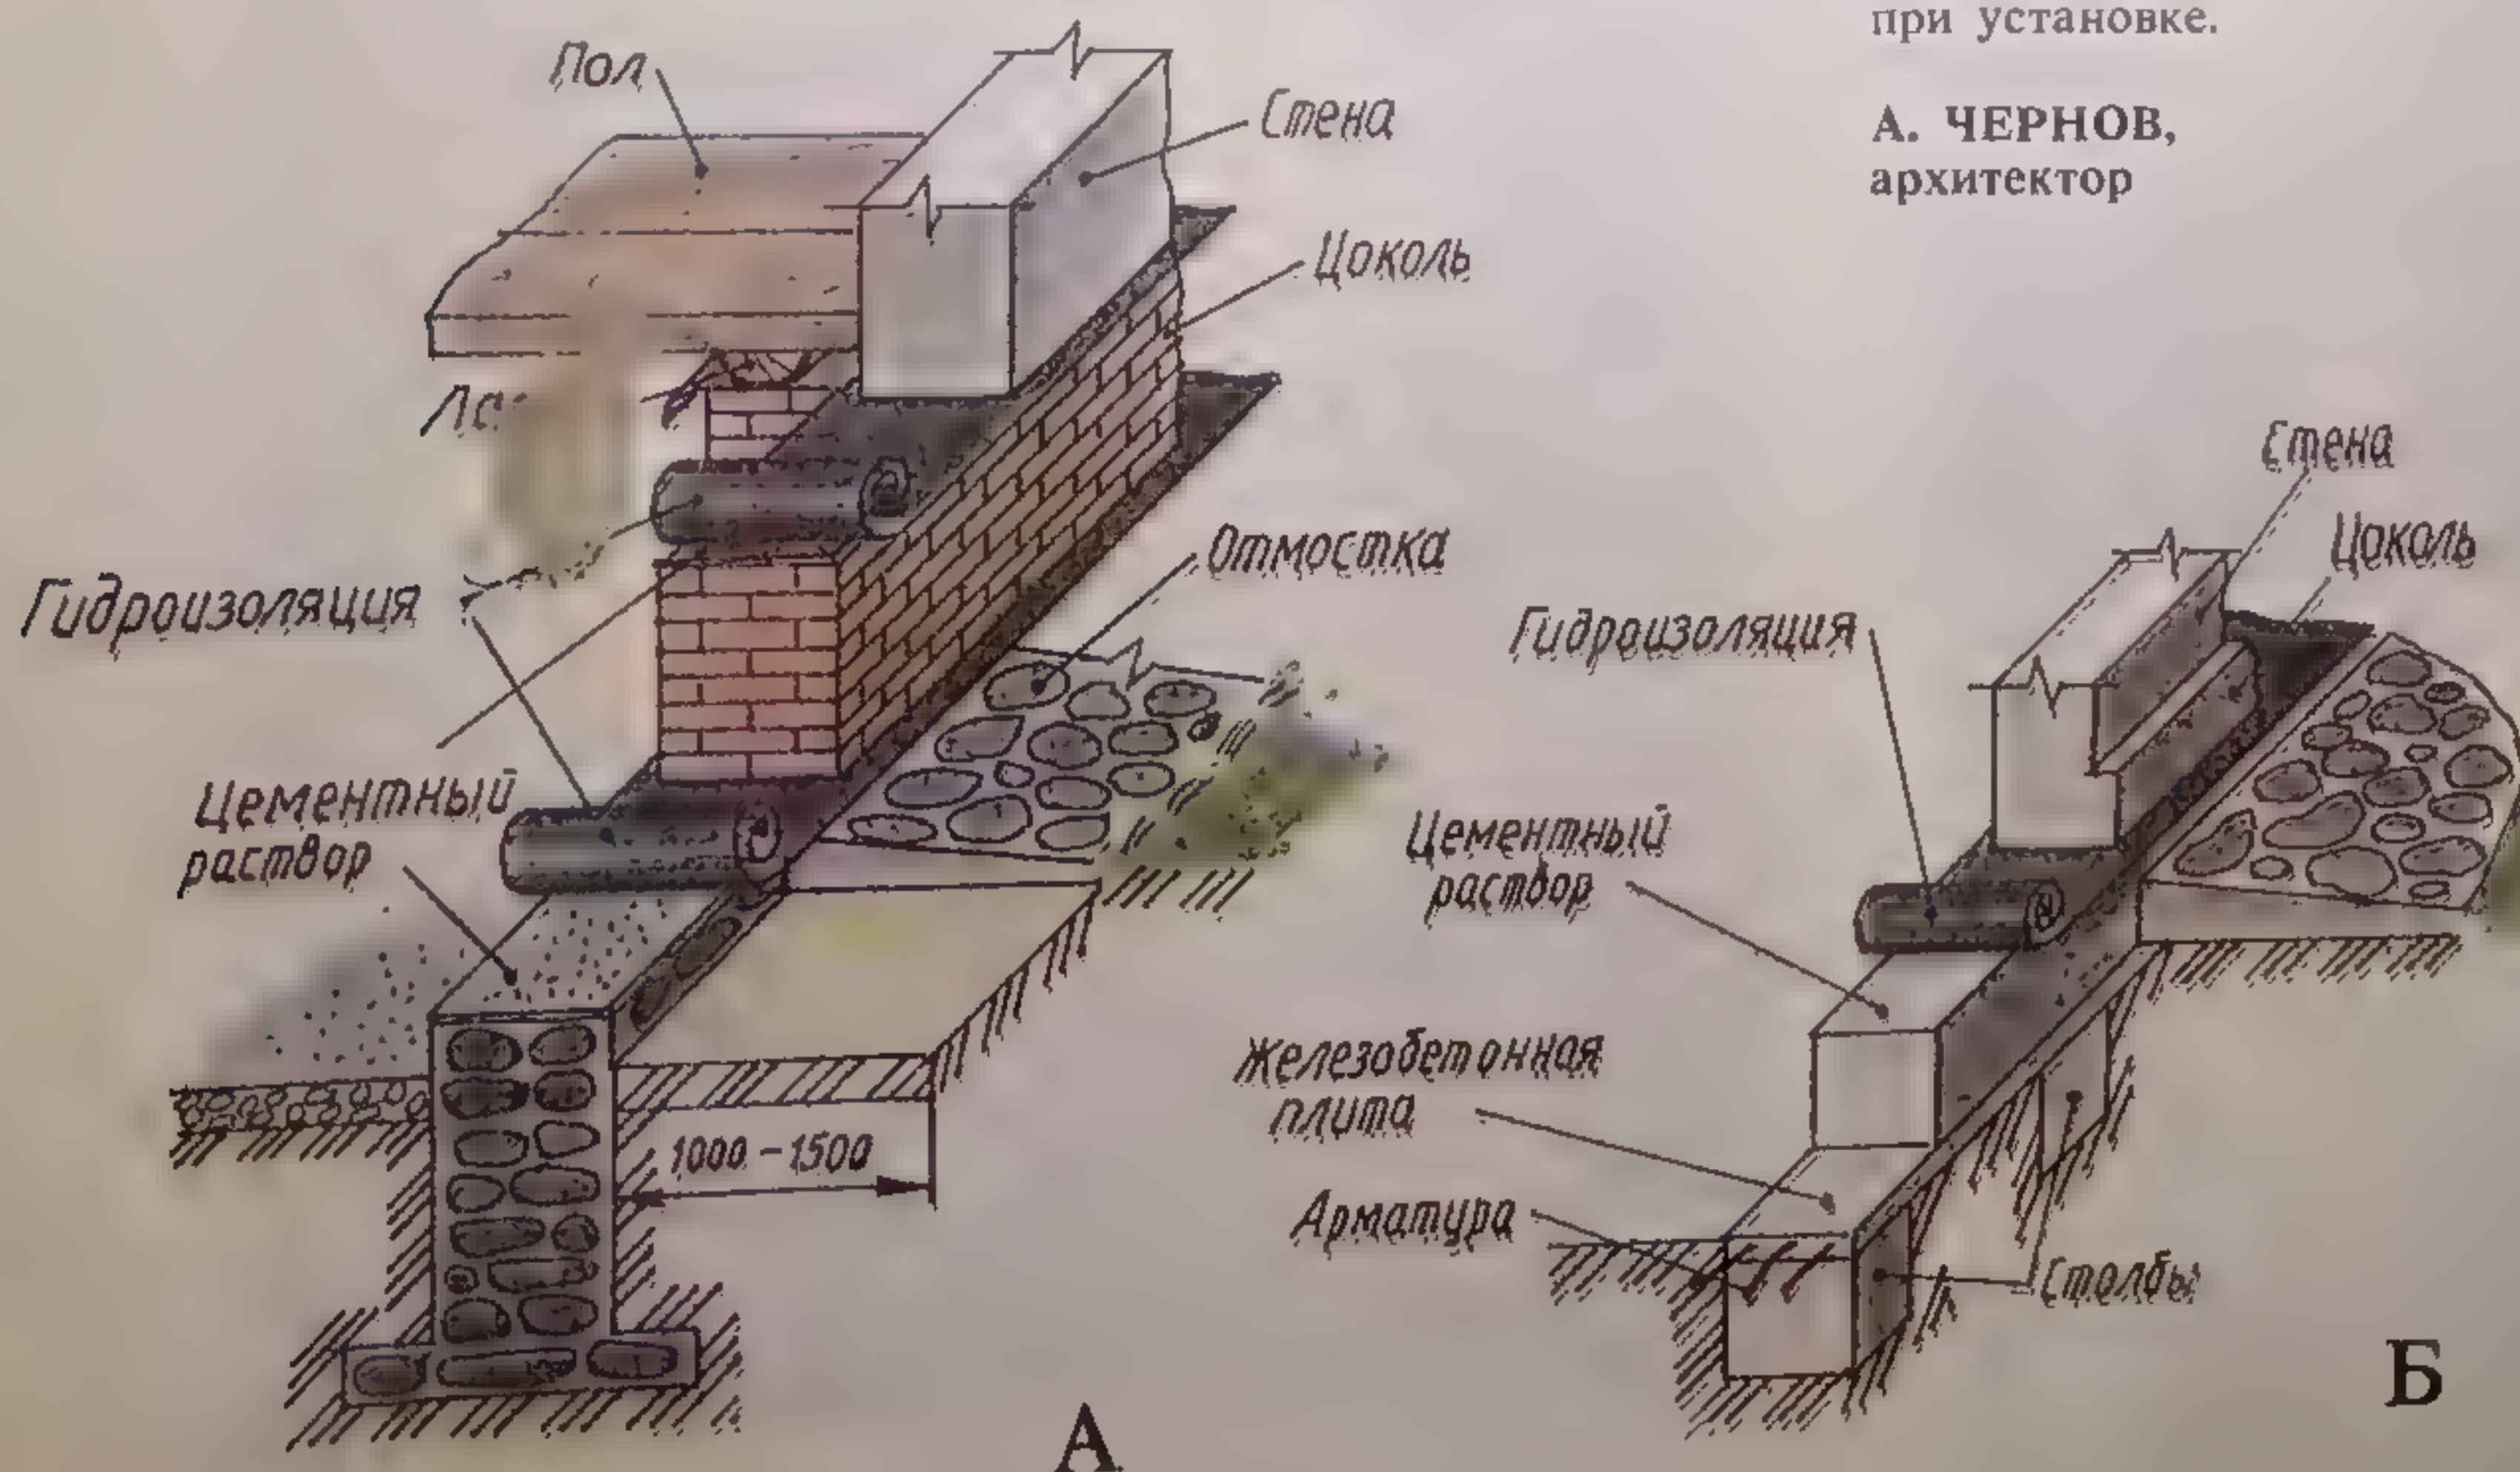 при установке.
А. ЧЕРНОВ,
архитектор
Пол
Стена
Цоколь
Отмостка
Гидроизоляция
Цементный
раствор
1000-1500
А
Стена
Цоколь
Гидроизоляция
Цементный
раствор
Железобетонная
плита
Арматура
Столбы
Б